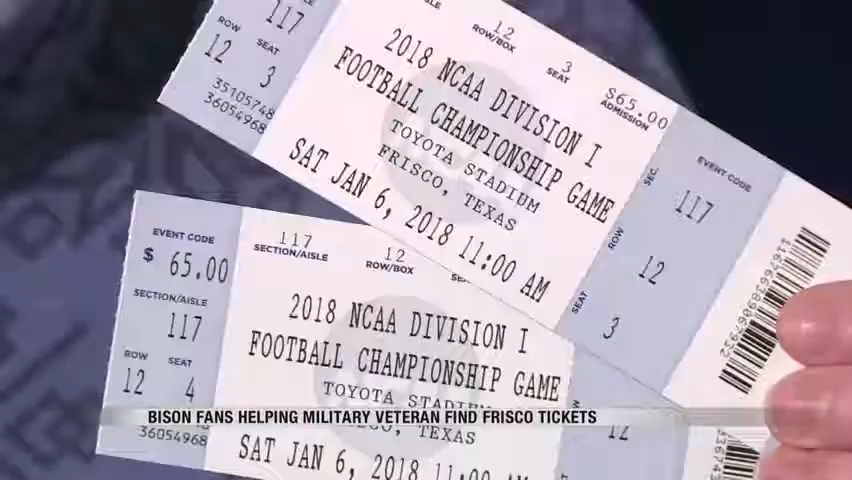 117
ROW
SEAT
12
3
35105748
36054968
12
ROW/BOX
3
SEAT
$65.00
ADMISSION
2018 NCAA DIVISION I
FOOTBALL CHAMPIONSHIP GAME
TOYOTA STADIUM
FRISCO, TEXAS
SAT JAN 6, 2018 11:00 AM
EVENT CODE
SEC.
117
ROW
12
SEAT
3
EVENT CODE
$ 65.00
SECTION/AISLE
117
ROW
SEAT
12
4
36054968
117
SECTION/AISLE
12
ROW/BOX
2018 NCAA DIVISION I
FOOTBALL CHAMPIONSHIP GAME
TOYOTA STADIUM
TEXAS
SAT JAN 6, 2018 11:00 AM
12
BISON FANS HELPING MILITARY VETERAN FIND FRISCO TICKETS